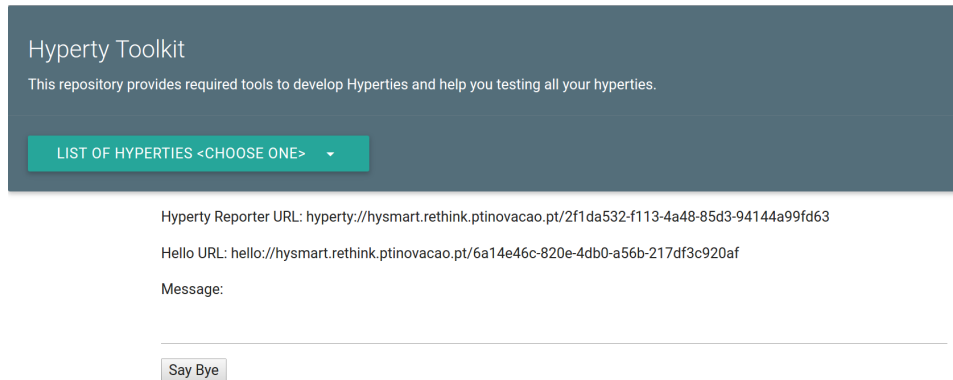 Hyperty Toolkit
This repository provides required tools to develop Hyperties and help you testing all your hyperties.
LIST OF HYPERTIES <CHOOSE ONE>
Hyperty Reporter URL: hyperty://hysmart.rethink.ptinovacao.pt/2f1da532-f113-4a48-85d3-94144a99fd63
Hello URL: hello://hysmart.rethink.ptinovacao.pt/6a14e46c-820e-4db0-a56b-217df3c920af
Message:
Say Bye